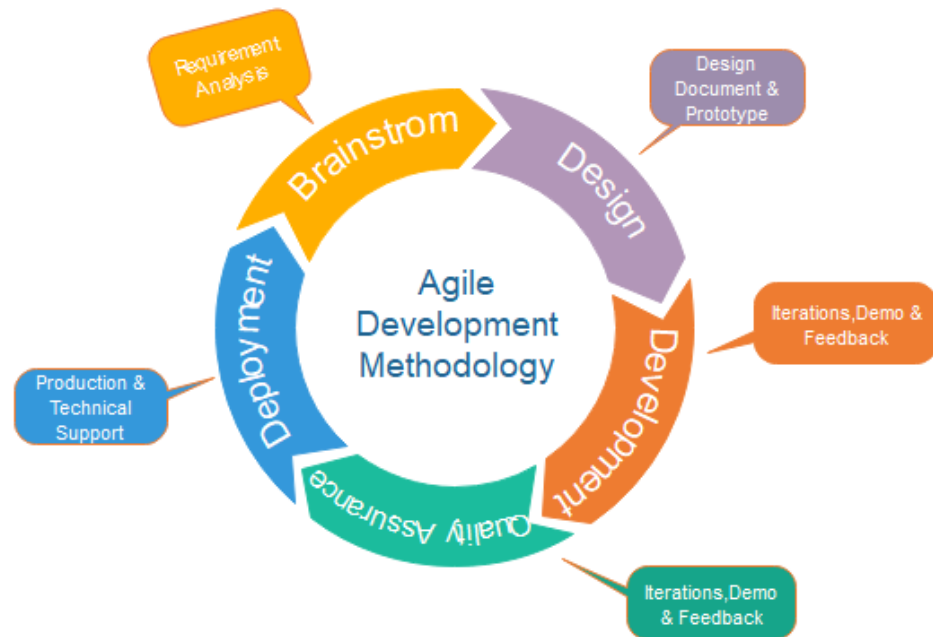 Requirement
Analysis
Brainstrom
Design
Document &
Prototype
Design
Agile
Development
Methodology
Iterations,Demo &
Feedback
Development
Deployment
Production &
Technical
Support
Quality Assurance
Iterations,Demo
& Feedback